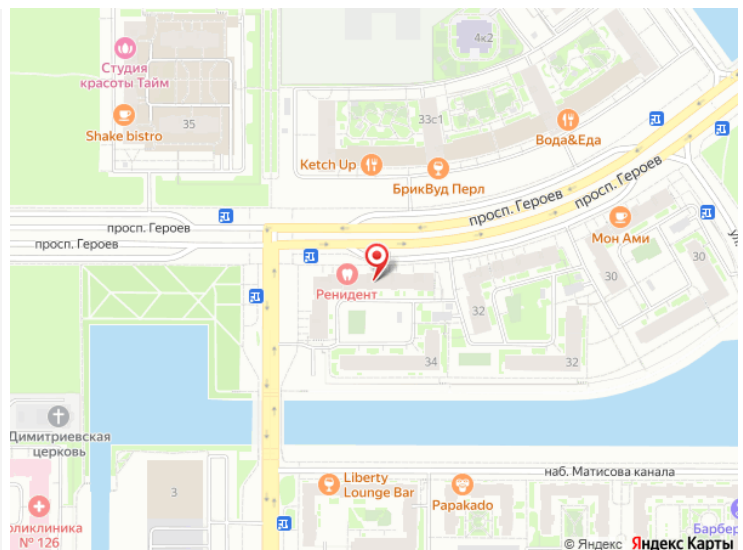 4к2
Студия
красоты Тайм
Shake bistro
35
33с1
Вода&Еда
Ketch Up
БрикВуд Перл
просп. Героев
просп. Героев
просп. Героев
просп. Героев
Мон Ами
Ренидент
30
30
32
34
32
Димитриевская
церковь
наб. Матисова канала
3
Liberty
Lounge Bar
Papakado
оликлиника
№ 126
Барбер
© Яндекс Яндекс Карты